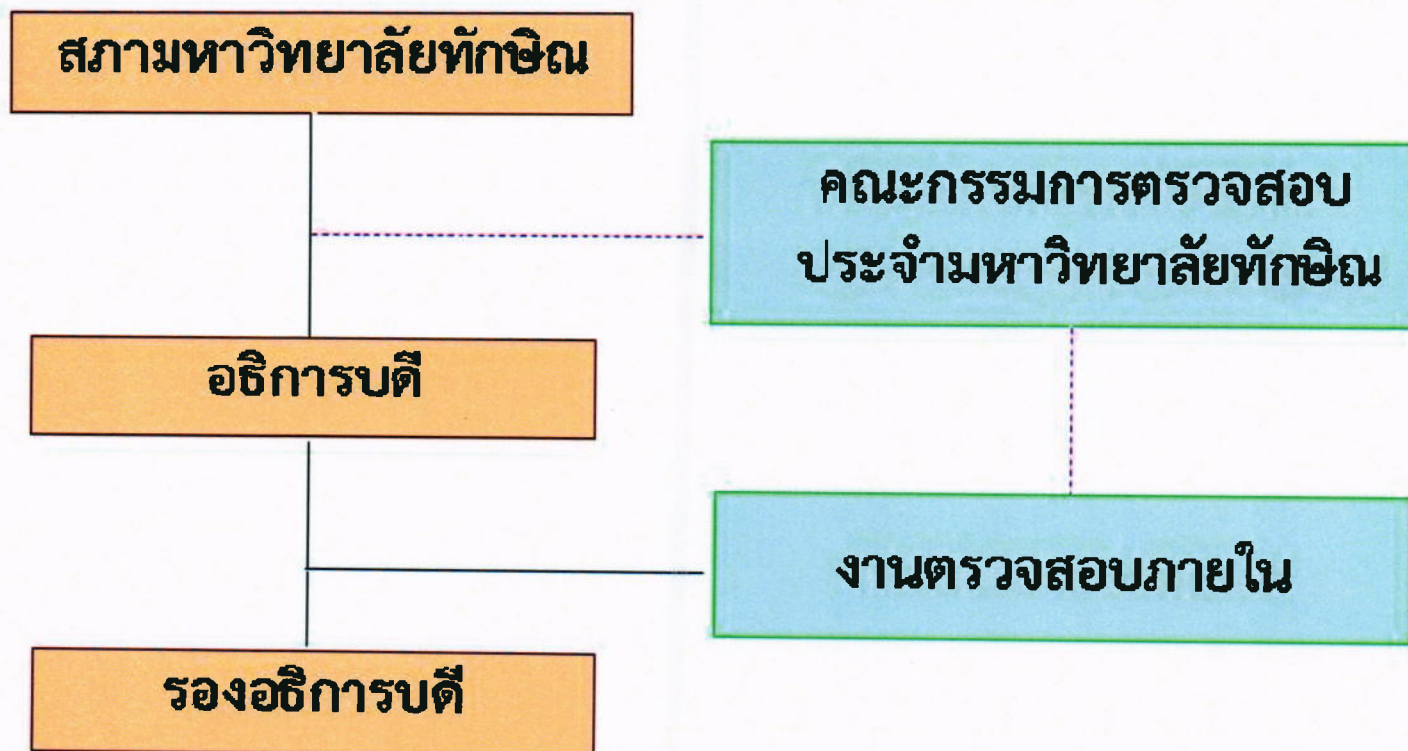 สภามหาวิทยาลัยทักษิณ
คณะกรรมการตรวจสอบ
ประจำมหาวิทยาลัยทักษิณ
อธิการบดี
งานตรวจสอบภายใน
รองอธิการบดี